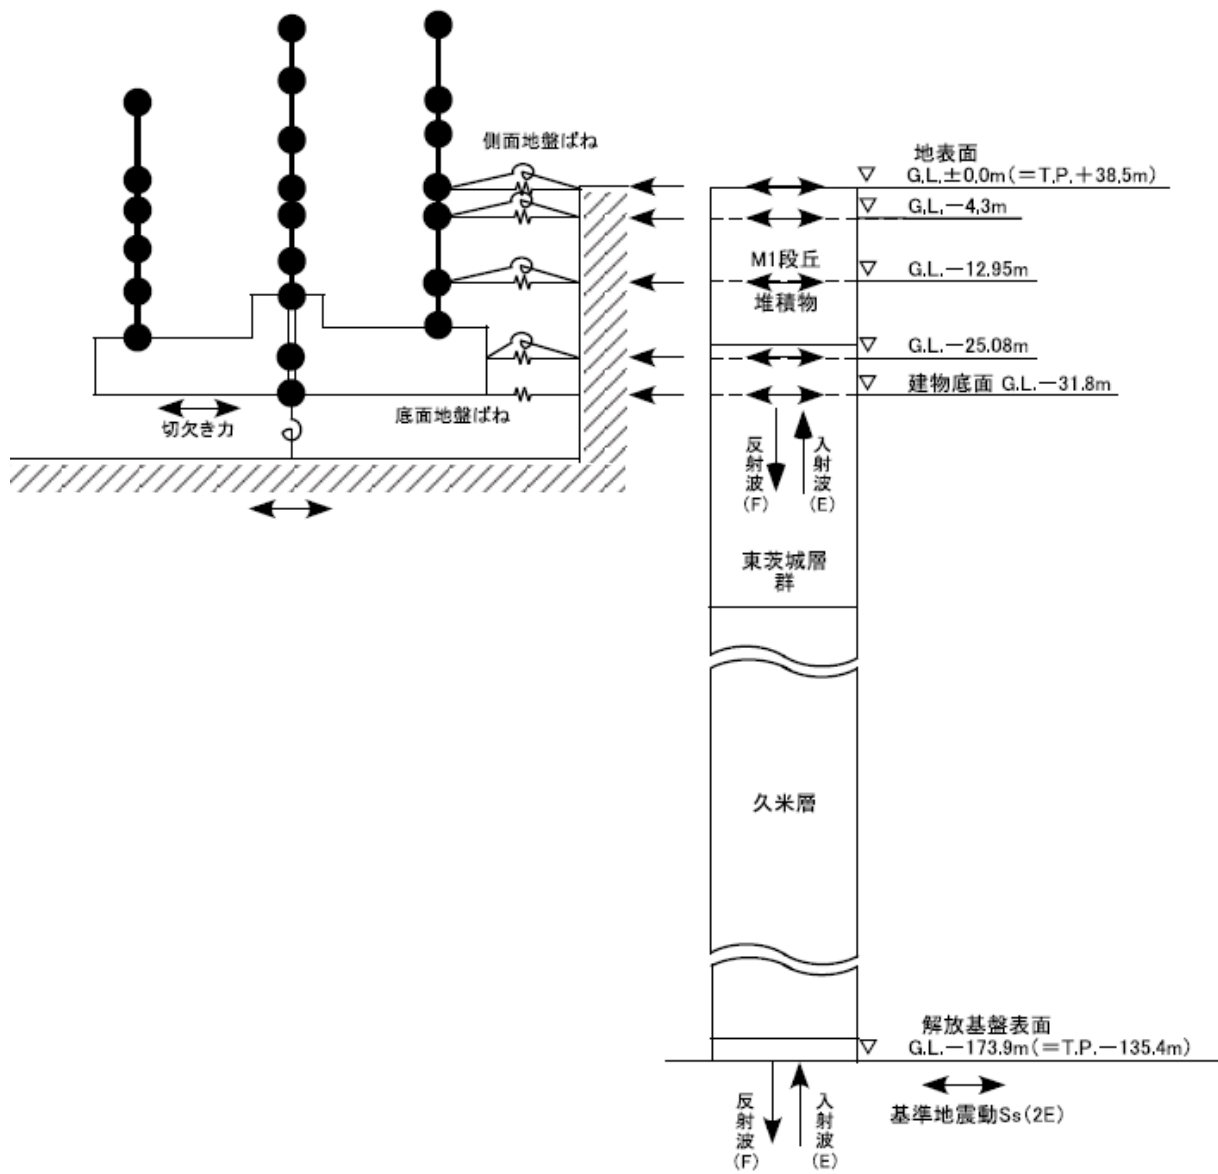 側面地盤ばね
地表面
G.L.±0.0m(＝T.P.＋38.5m)
G.L.－4.3m
M1段丘
堆積物
G.L.－12.95m
G.L.－25.08m
建物底面 G.L.－31.8m
切欠き力
底面地盤ばね
反射波(F)
入射波(E)
東茨城層
群
久米層
解放基盤表面
G.L.－173.9m(＝T.P.－135.4m)
基準地震動Ss(2E)
反射波(F)
入射波(E)